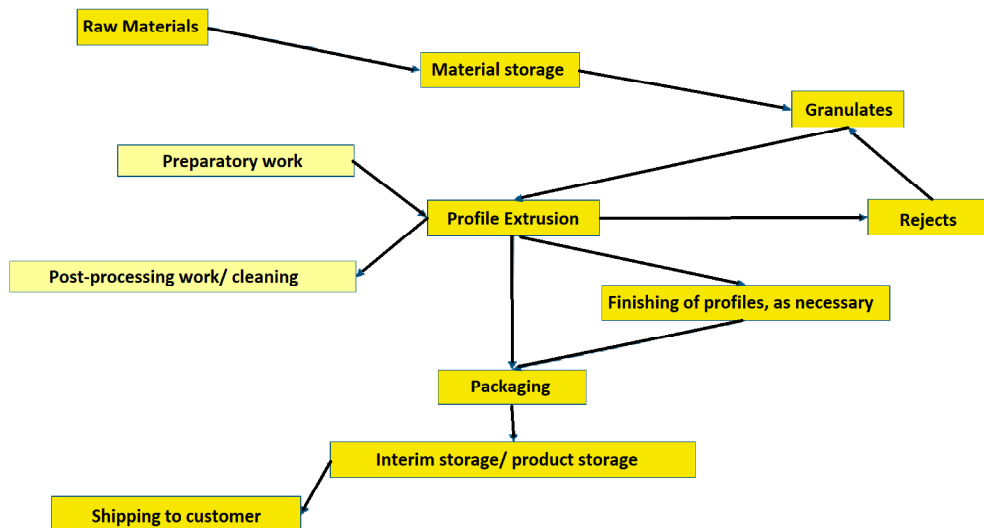 Raw Materials
Material storage
Granulates
Preparatory work
Profile Extrusion
Rejects
Post-processing work/ cleaning
Finishing of profiles, as necessary
Packaging
Interim storage/ product storage
Shipping to customer